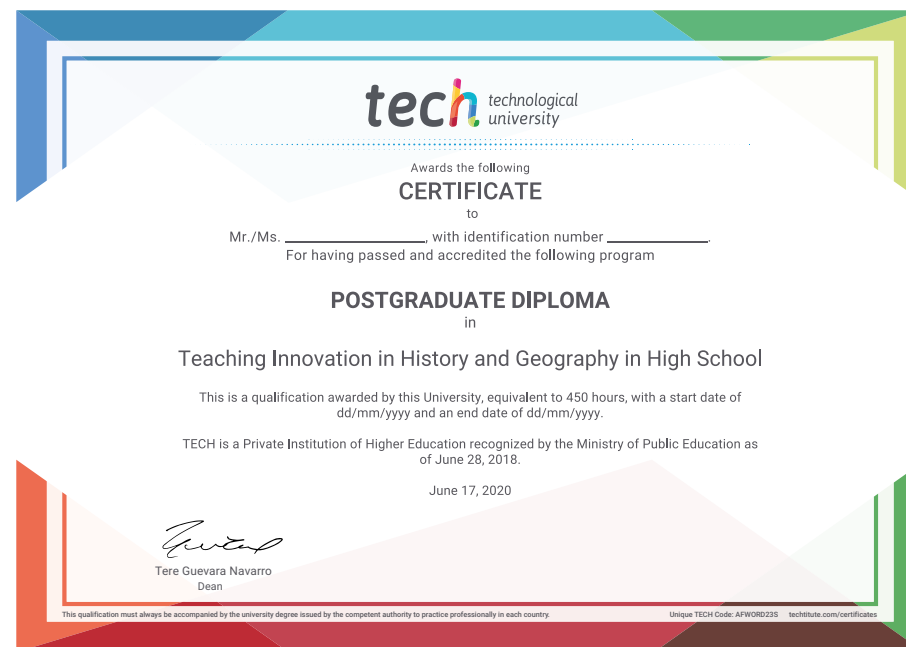 tech technological
university
Awards the following
CERTIFICATE
to
Mr./Ms. , with identification number .
For having passed and accredited the following program
POSTGRADUATE DIPLOMA
in
Teaching Innovation in History and Geography in High School
This is a qualification awarded by this University, equivalent to 450 hours, with a start date of
dd/mm/yyyy and an end date of dd/mm/yyyy.
TECH is a Private Institution of Higher Education recognized by the Ministry of Public Education as
of June 28, 2018.
June 17, 2020
Tere Guevara Navarro
Dean
This qualification must always be accompanied by the university degree issued by the competent authority to practice professionally in each country. Unique TECH Code: AFWORD23S techtitute.com/certificates